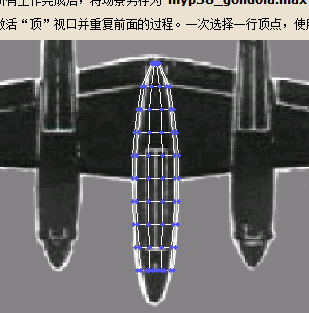 有工作完成后，将场景另存为"myp38_gondola.max
激活“顶”视口并重复前面的过程。一次选择一行顶点，使用